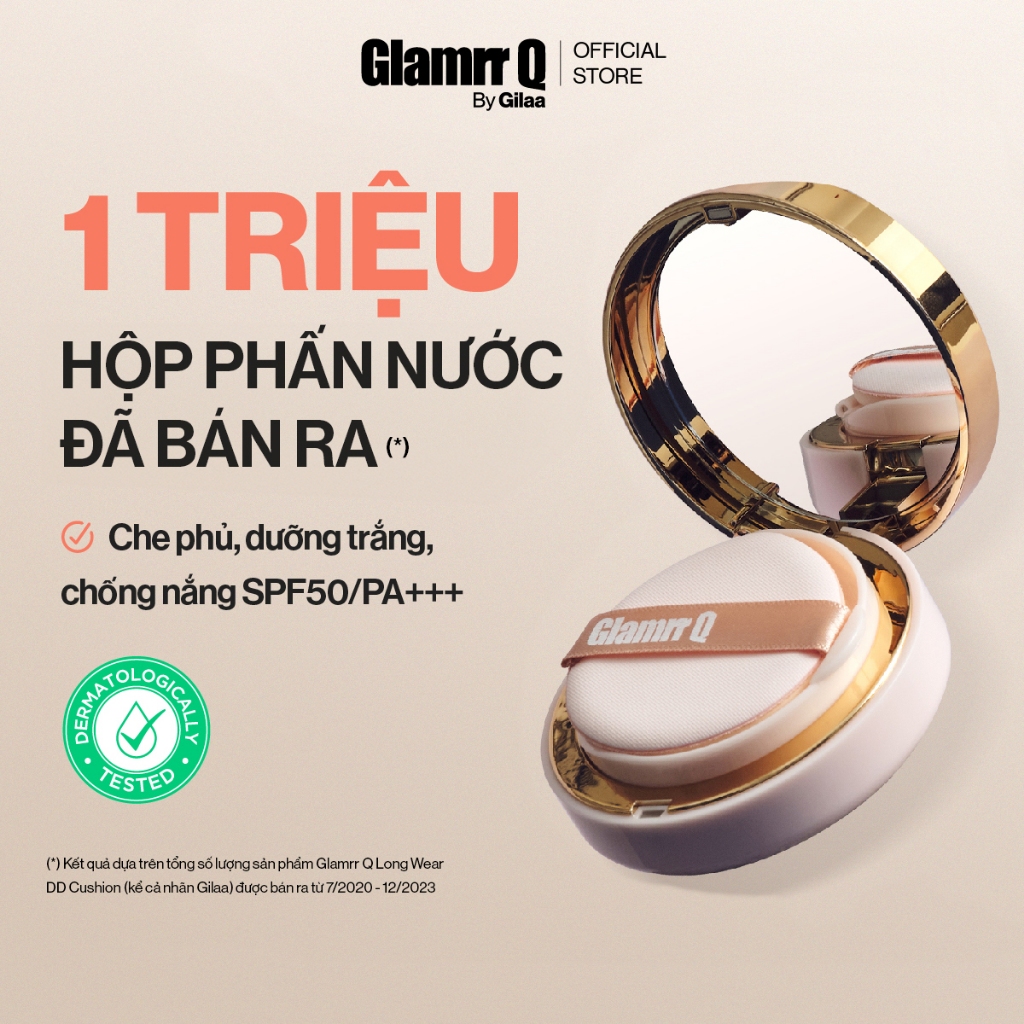 Glamrr Q
By Gilaa
OFFICIAL
STORE
1 TRIỆU
HỘP PHẤN NƯỚC
ĐÃ BÁN RA (*)
Che phủ, dưỡng trắng,
chống nắng SPF50/PA+++
Glamrr Q
DERMATOLOGICALLY
• TESTED •
(*) Kết quả dựa trên tổng số lượng sản phẩm Glamrr Q Long Wear
DD Cushion (kể cả nhãn Gilaa) được bán ra từ 7/2020 - 12/2023